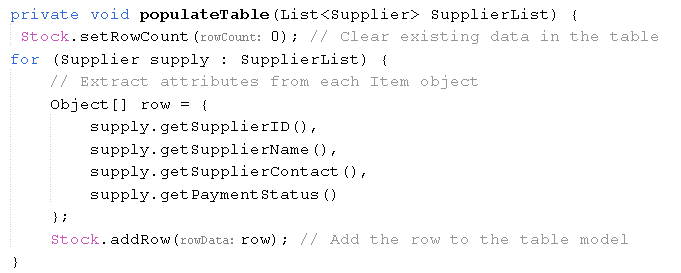 private void populateTable(List<Supplier> SupplierList) {
Stock.setRowCount(rowCount: 0); // Clear existing data in the table
for (Supplier supply : SupplierList) {
// Extract attributes from each Item object
Object[] row = {
supply.getSupplierID(),
supply.getSupplierName(),
supply.getSupplierContact(),
supply.getPaymentStatus()
};
Stock.addRow(rowData: row); // Add the row to the table model
}